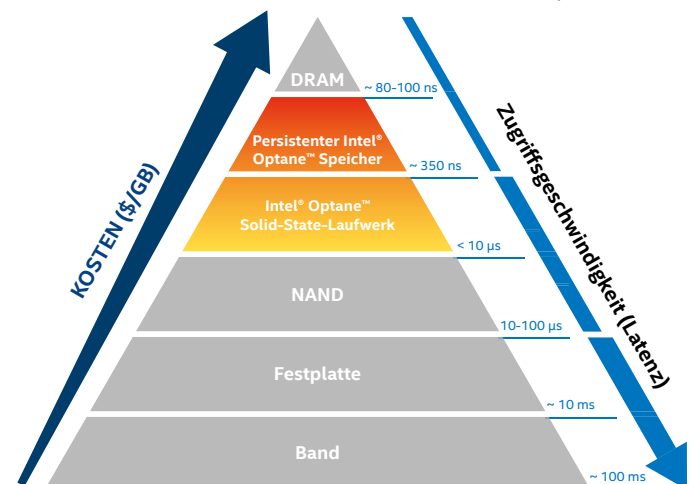 DRAM
~ 80-100 ns
Persistenter Intel®
Optane™ Speicher
~ 350 ns
Intel® Optane™
Solid-State-Laufwerk
< 10 µs
NAND
10-100 µs
Festplatte
~ 10 ms
Band
~ 100 ms
KOSTEN ($/GB)
Zugriffsgeschwindigkeit (Latenz)